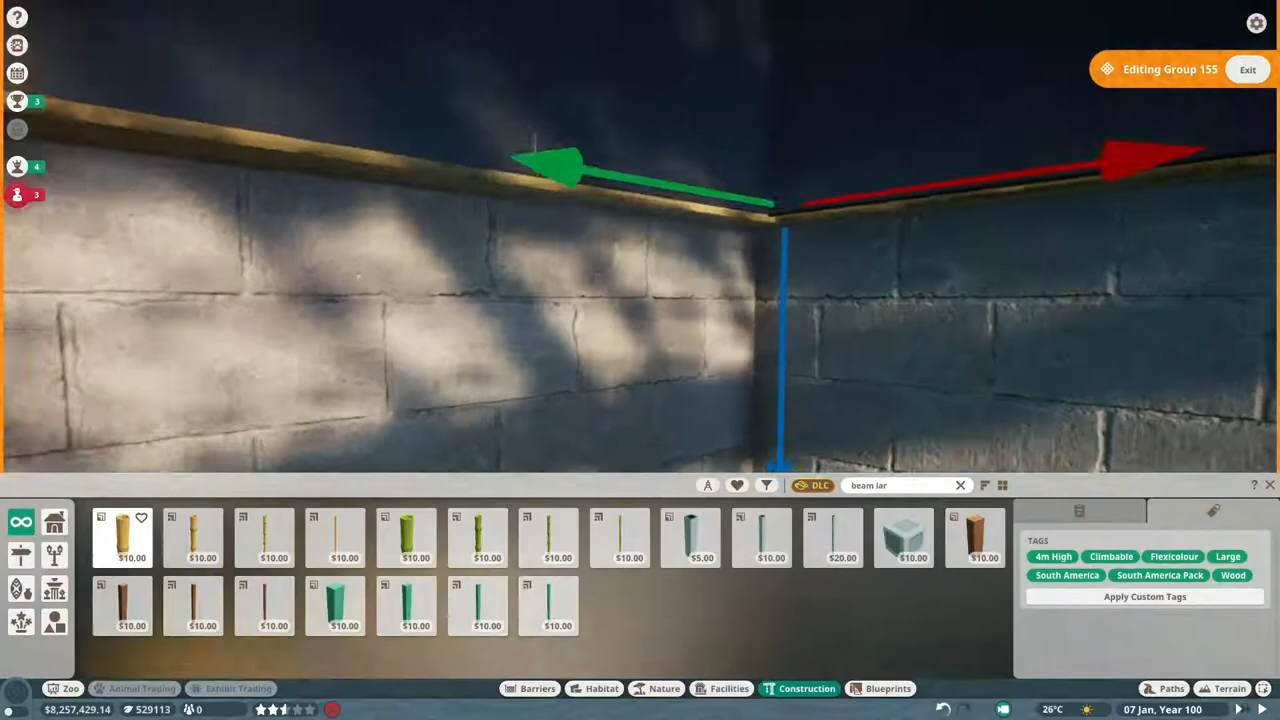 ?
Editing Group 155 Exit
3
4
3
DLC beam lar
?
$10.00 $10.00 $10.00 $10.00 $10.00 $10.00 $10.00 $10.00 $5.00 $10.00 $20.00 $10.00 $10.00
$10.00 $10.00 $10.00 $10.00 $10.00 $10.00 $10.00
TAGS
4m High Climbable Flexicolour Large
South America South America Pack Wood
Apply Custom Tags
Zoo Animal Trading Exhibit Trading Barriers Habitat Nature Facilities Construction Blueprints Paths Terrain
$8,257,429.14 529113 0 26°C 07 Jan, Year 100